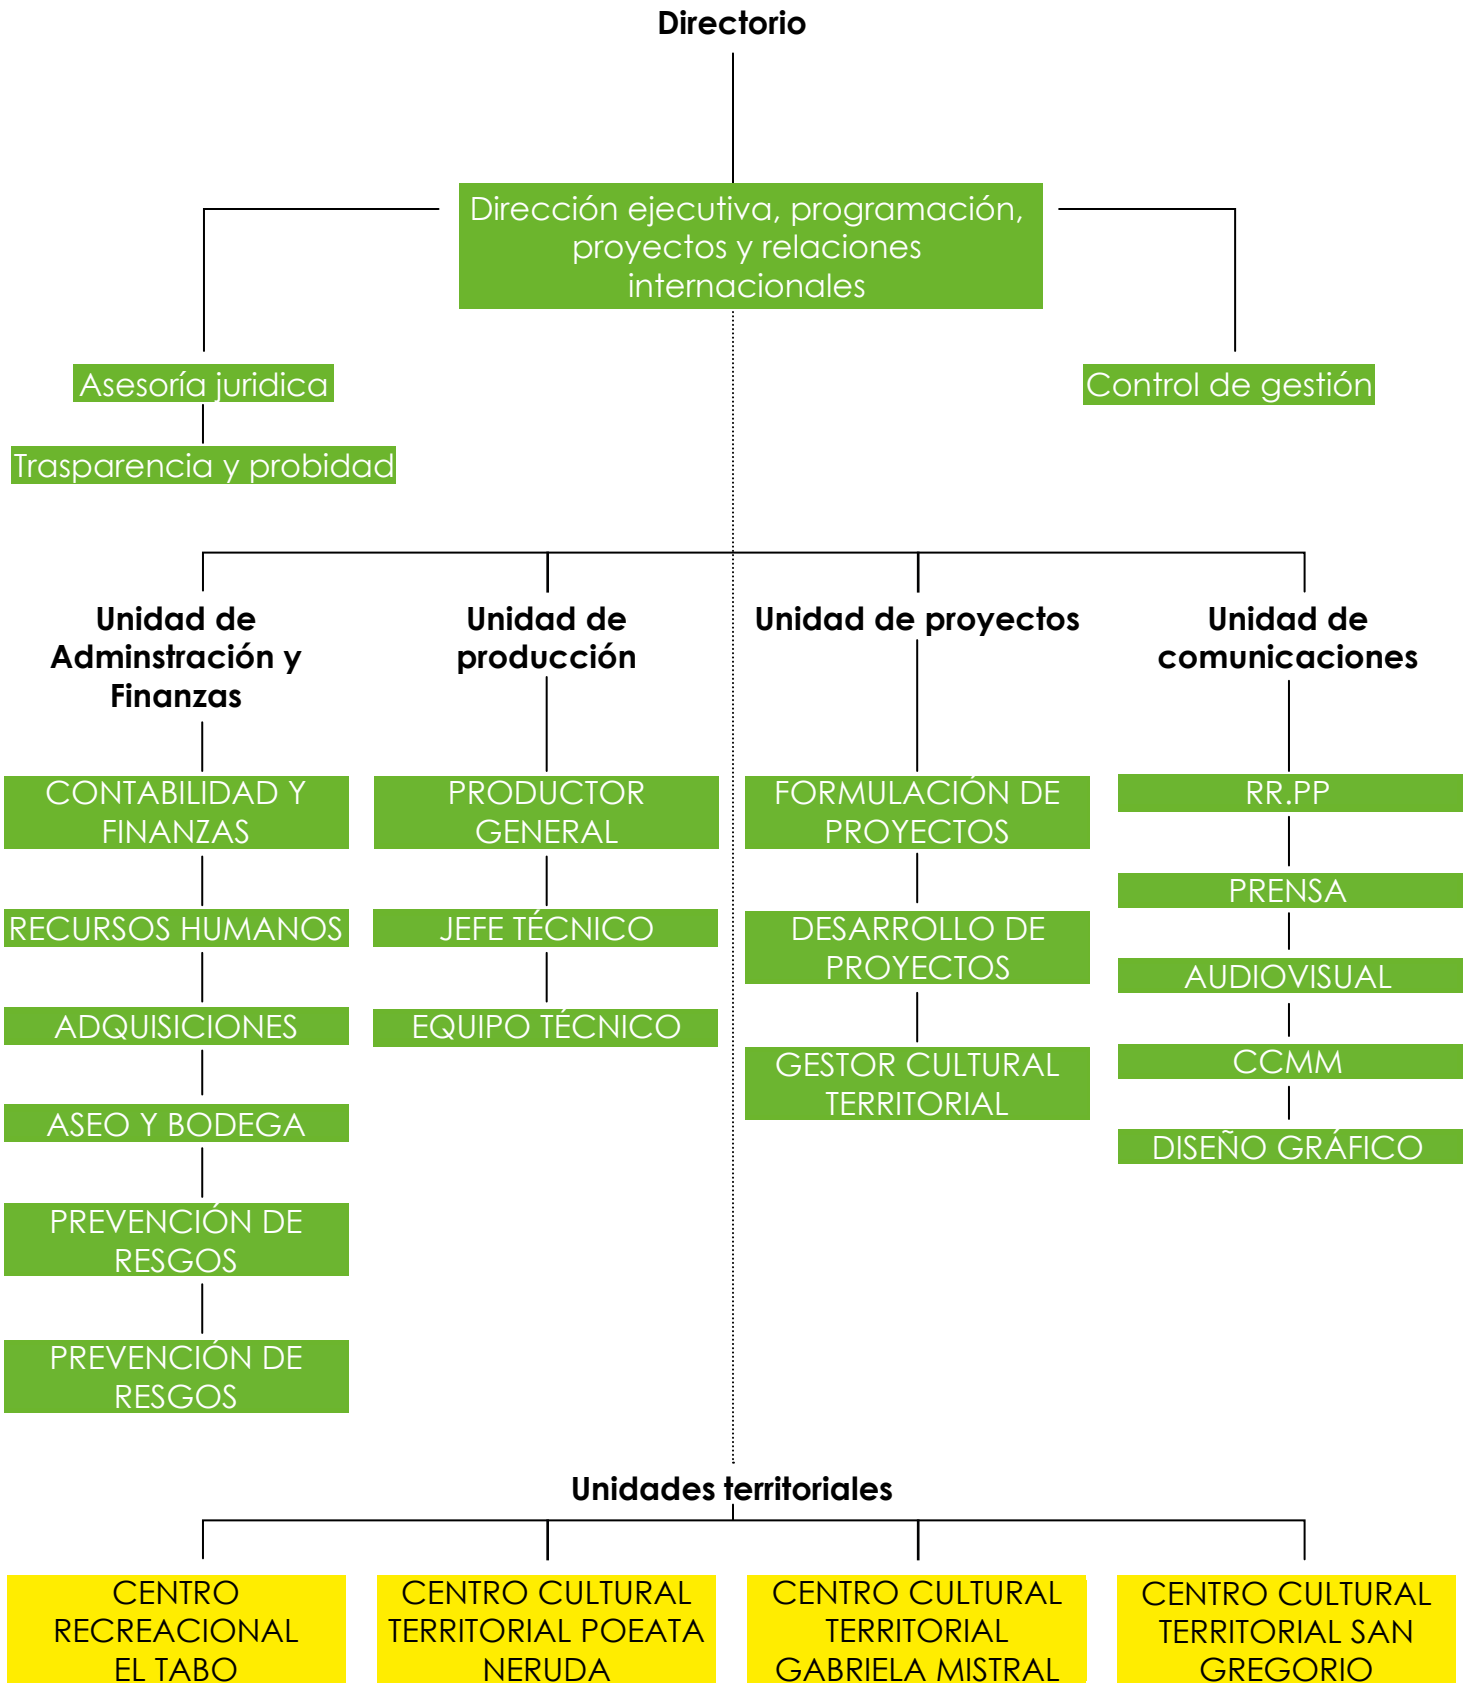 Directorio
Dirección ejecutiva, programación,
proyectos y relaciones
internacionales
Asesoría juridica
Control de gestión
Trasparencia y probidad
Unidad de
Adminstración y
Finanzas
CONTABILIDAD Y
FINANZAS
RECURSOS HUMANOS
ADQUISICIONES
ASEO Y BODEGA
PREVENCIÓN DE
RESGOS
PREVENCIÓN DE
RESGOS
Unidad de
producción
PRODUCTOR
GENERAL
JEFE TÉCNICO
EQUIPO TÉCNICO
Unidad de proyectos
FORMULACIÓN DE
PROYECTOS
DESARROLLO DE
PROYECTOS
GESTOR CULTURAL
TERRITORIAL
Unidad de
comunicaciones
RR.PP
PRENSA
AUDIOVISUAL
CCMM
DISEÑO GRÁFICO
Unidades territoriales
CENTRO
RECREACIONAL
EL TABO
CENTRO CULTURAL
TERRITORIAL POEATA
NERUDA
CENTRO CULTURAL
TERRITORIAL
GABRIELA MISTRAL
CENTRO CULTURAL
TERRITORIAL SAN
GREGORIO